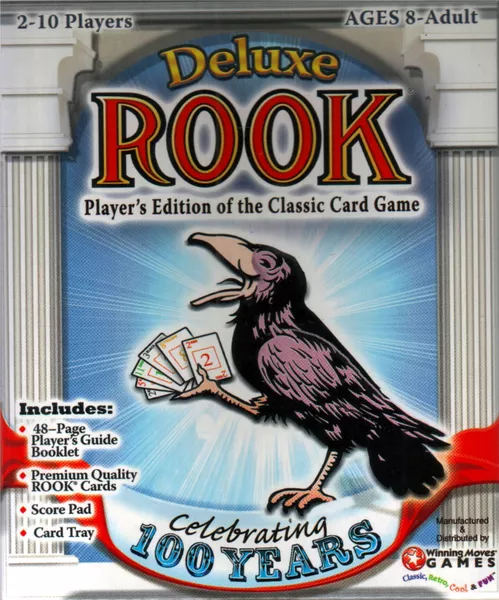 2-10 Players
AGES 8-Adult
Deluxe
ROOK®
Player's Edition of the Classic Card Game
2
Includes:
• 48-Page
Player's Guide
Booklet
• Premium Quality
ROOK® Cards
• Score Pad
• Card Tray
Celebrating
100 YEARS
Manufactured
&
Distributed by
Winning Moves®
GAMES
Classic, Retro, Cool & FUN™